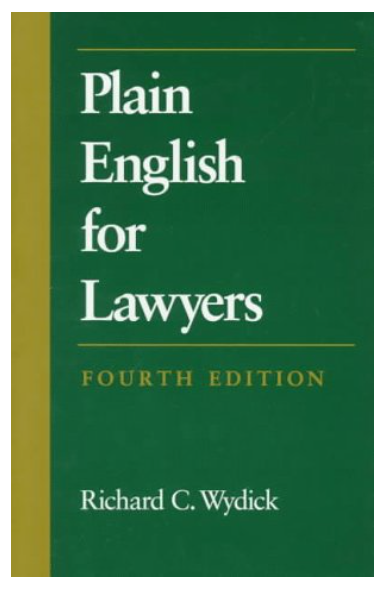 Plain
English
for
Lawyers
FOURTH EDITION
Richard C. Wydick